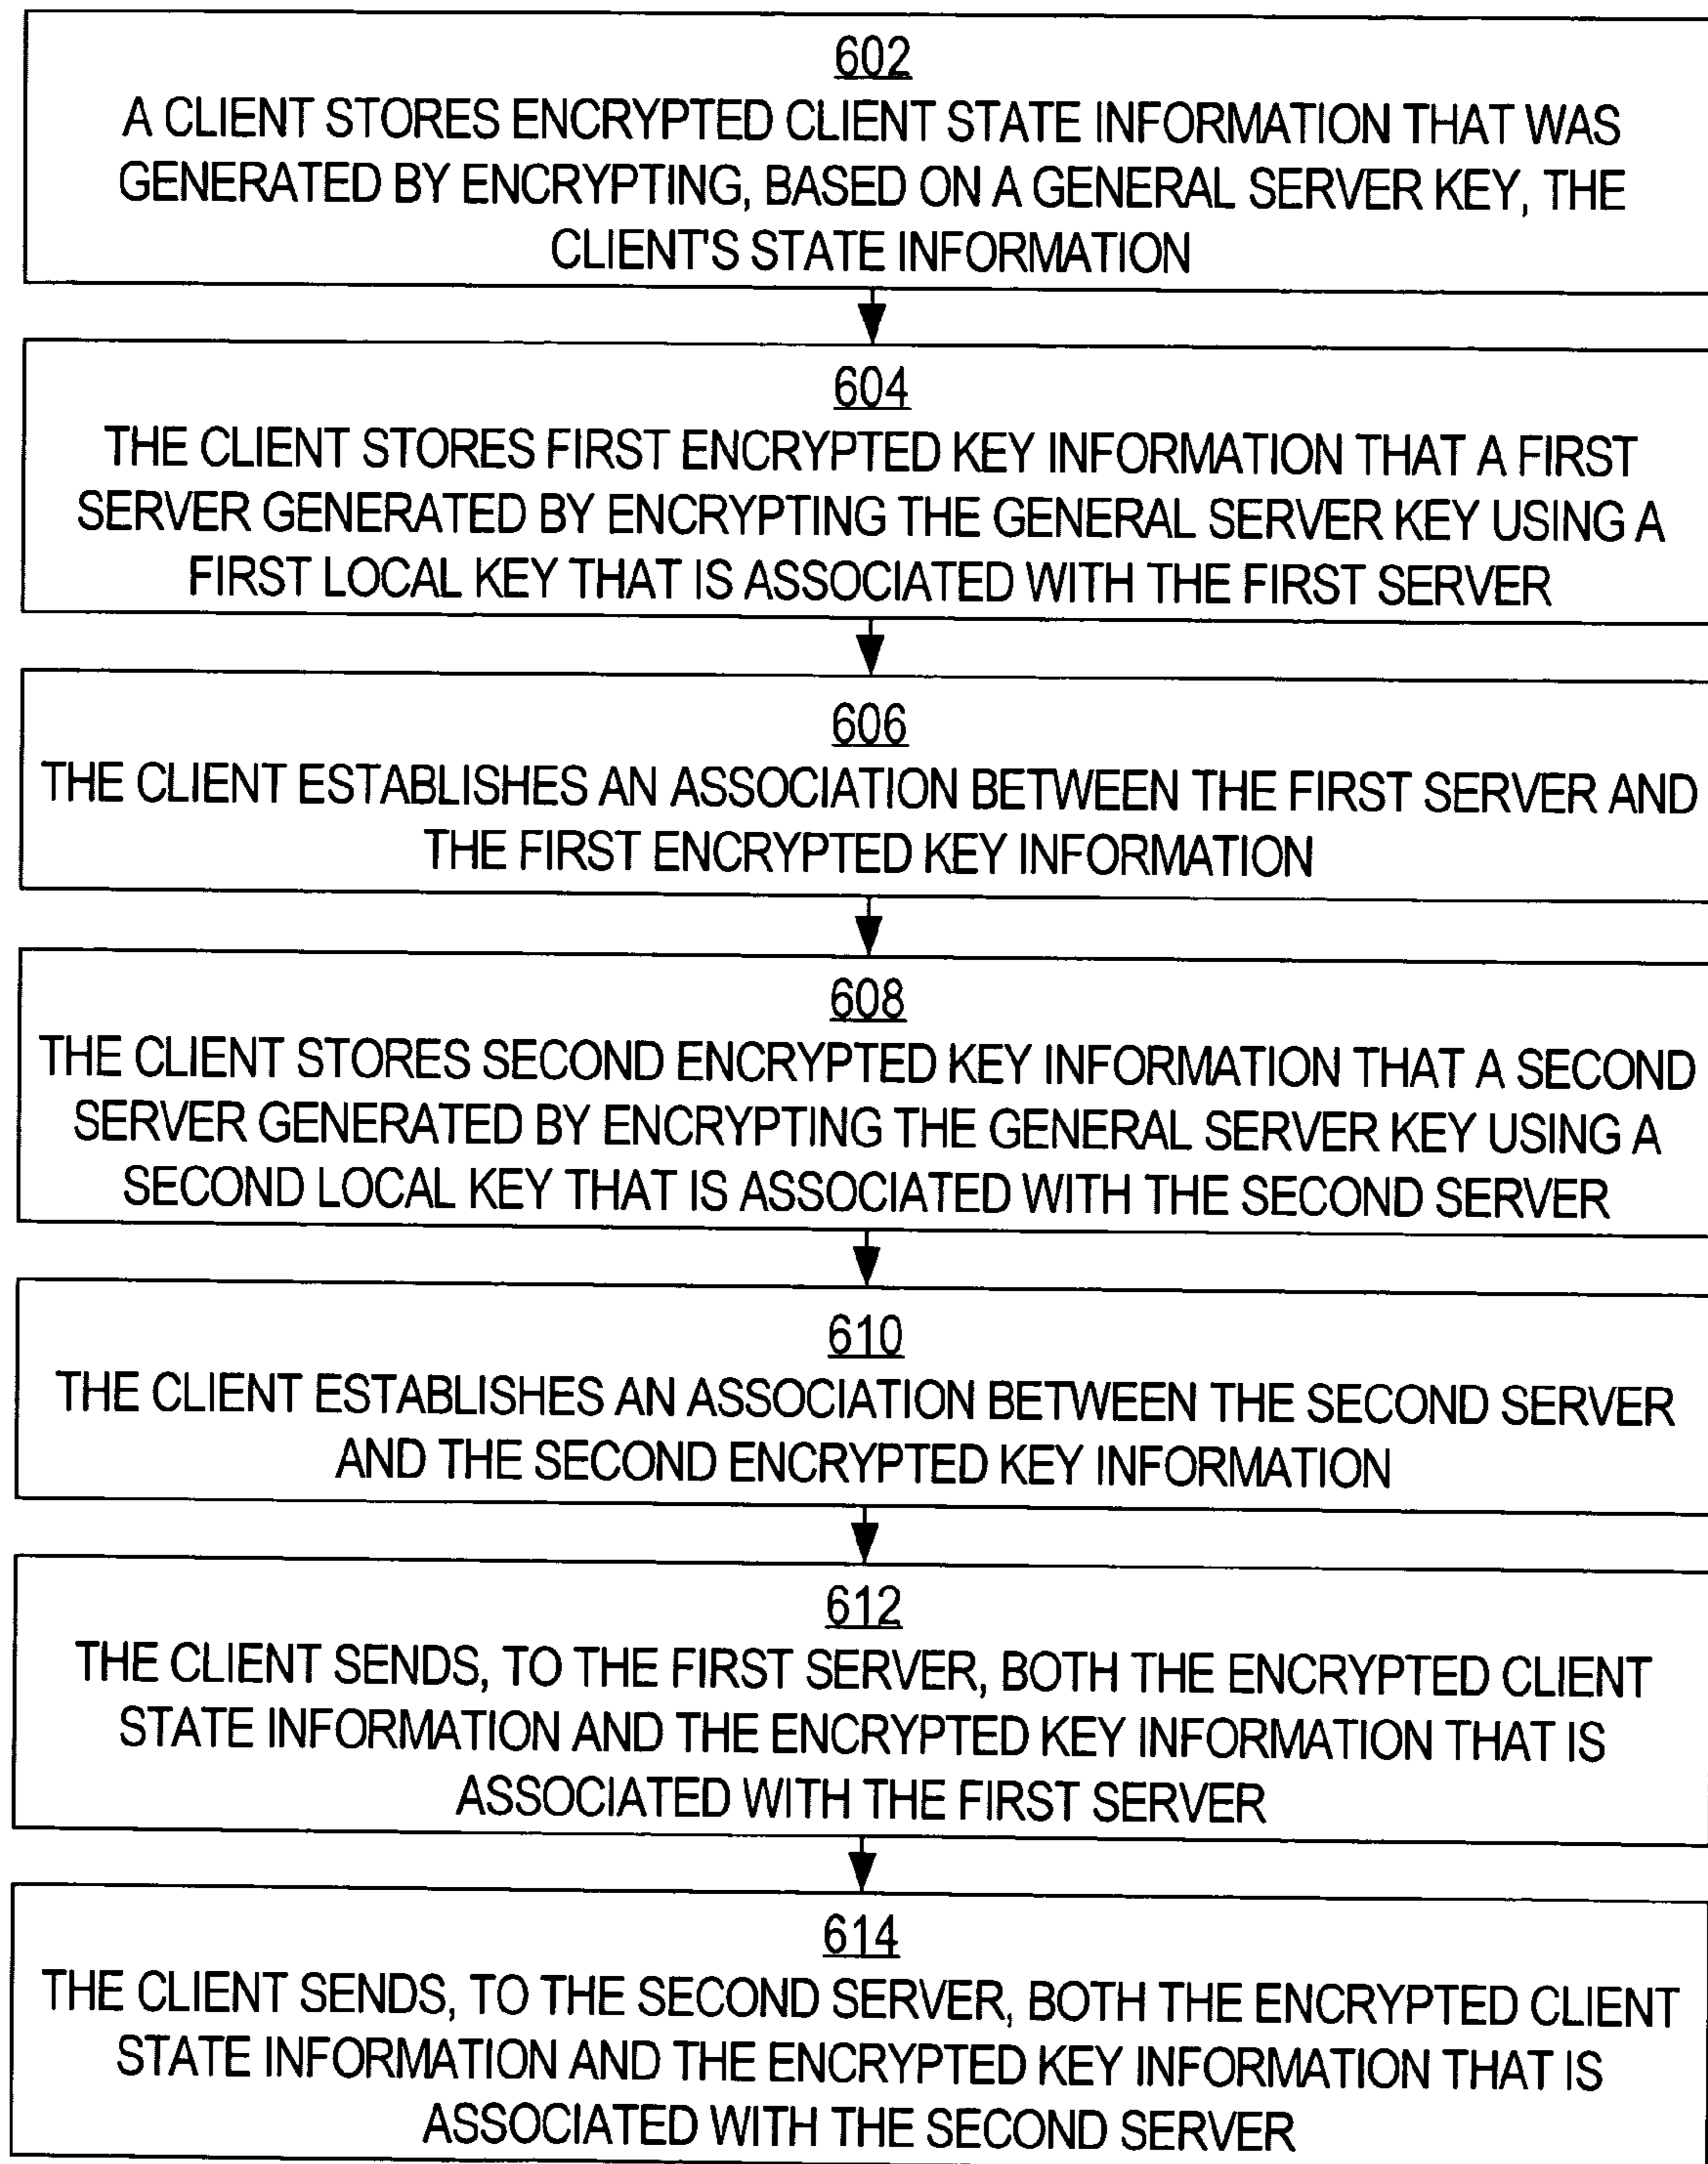 602
A CLIENT STORES ENCRYPTED CLIENT STATE INFORMATION THAT WAS
GENERATED BY ENCRYPTING, BASED ON A GENERAL SERVER KEY, THE
CLIENT'S STATE INFORMATION
604
THE CLIENT STORES FIRST ENCRYPTED KEY INFORMATION THAT A FIRST
SERVER GENERATED BY ENCRYPTING THE GENERAL SERVER KEY USING A
FIRST LOCAL KEY THAT IS ASSOCIATED WITH THE FIRST SERVER
606
THE CLIENT ESTABLISHES AN ASSOCIATION BETWEEN THE FIRST SERVER AND
THE FIRST ENCRYPTED KEY INFORMATION
608
THE CLIENT STORES SECOND ENCRYPTED KEY INFORMATION THAT A SECOND
SERVER GENERATED BY ENCRYPTING THE GENERAL SERVER KEY USING A
SECOND LOCAL KEY THAT IS ASSOCIATED WITH THE SECOND SERVER
610
THE CLIENT ESTABLISHES AN ASSOCIATION BETWEEN THE SECOND SERVER
AND THE SECOND ENCRYPTED KEY INFORMATION
612
THE CLIENT SENDS, TO THE FIRST SERVER, BOTH THE ENCRYPTED CLIENT
STATE INFORMATION AND THE ENCRYPTED KEY INFORMATION THAT IS
ASSOCIATED WITH THE FIRST SERVER
614
THE CLIENT SENDS, TO THE SECOND SERVER, BOTH THE ENCRYPTED CLIENT
STATE INFORMATION AND THE ENCRYPTED KEY INFORMATION THAT IS
ASSOCIATED WITH THE SECOND SERVER